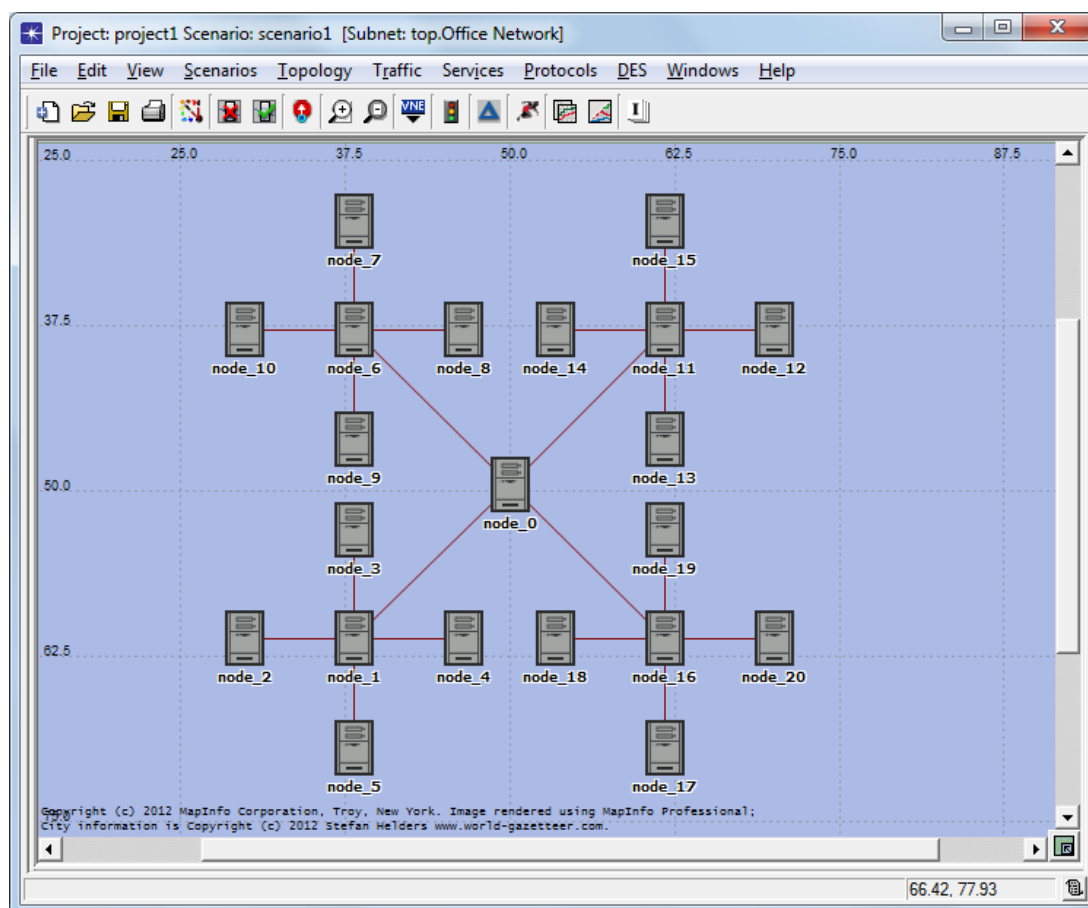 Project: project1 Scenario: scenario1 [Subnet: top.Office Network]
File Edit View Scenarios Topology Traffic Services Protocols DES Windows Help
VNE
25.0 25.0 37.5 50.0 62.5 75.0 87.5
node_7 node_15
37.5
node_10 node_6 node_8 node_14 node_11 node_12
node_9 node_13
50.0
node_0
node_3 node_19
62.5
node_2 node_1 node_4 node_18 node_16 node_20
node_5 node_17
75.0
Copyright (c) 2012 MapInfo Corporation, Troy, New York. Image rendered using MapInfo Professional;
City information is Copyright (c) 2012 Stefan Helders www.world-gazetteer.com.
66.42, 77.93